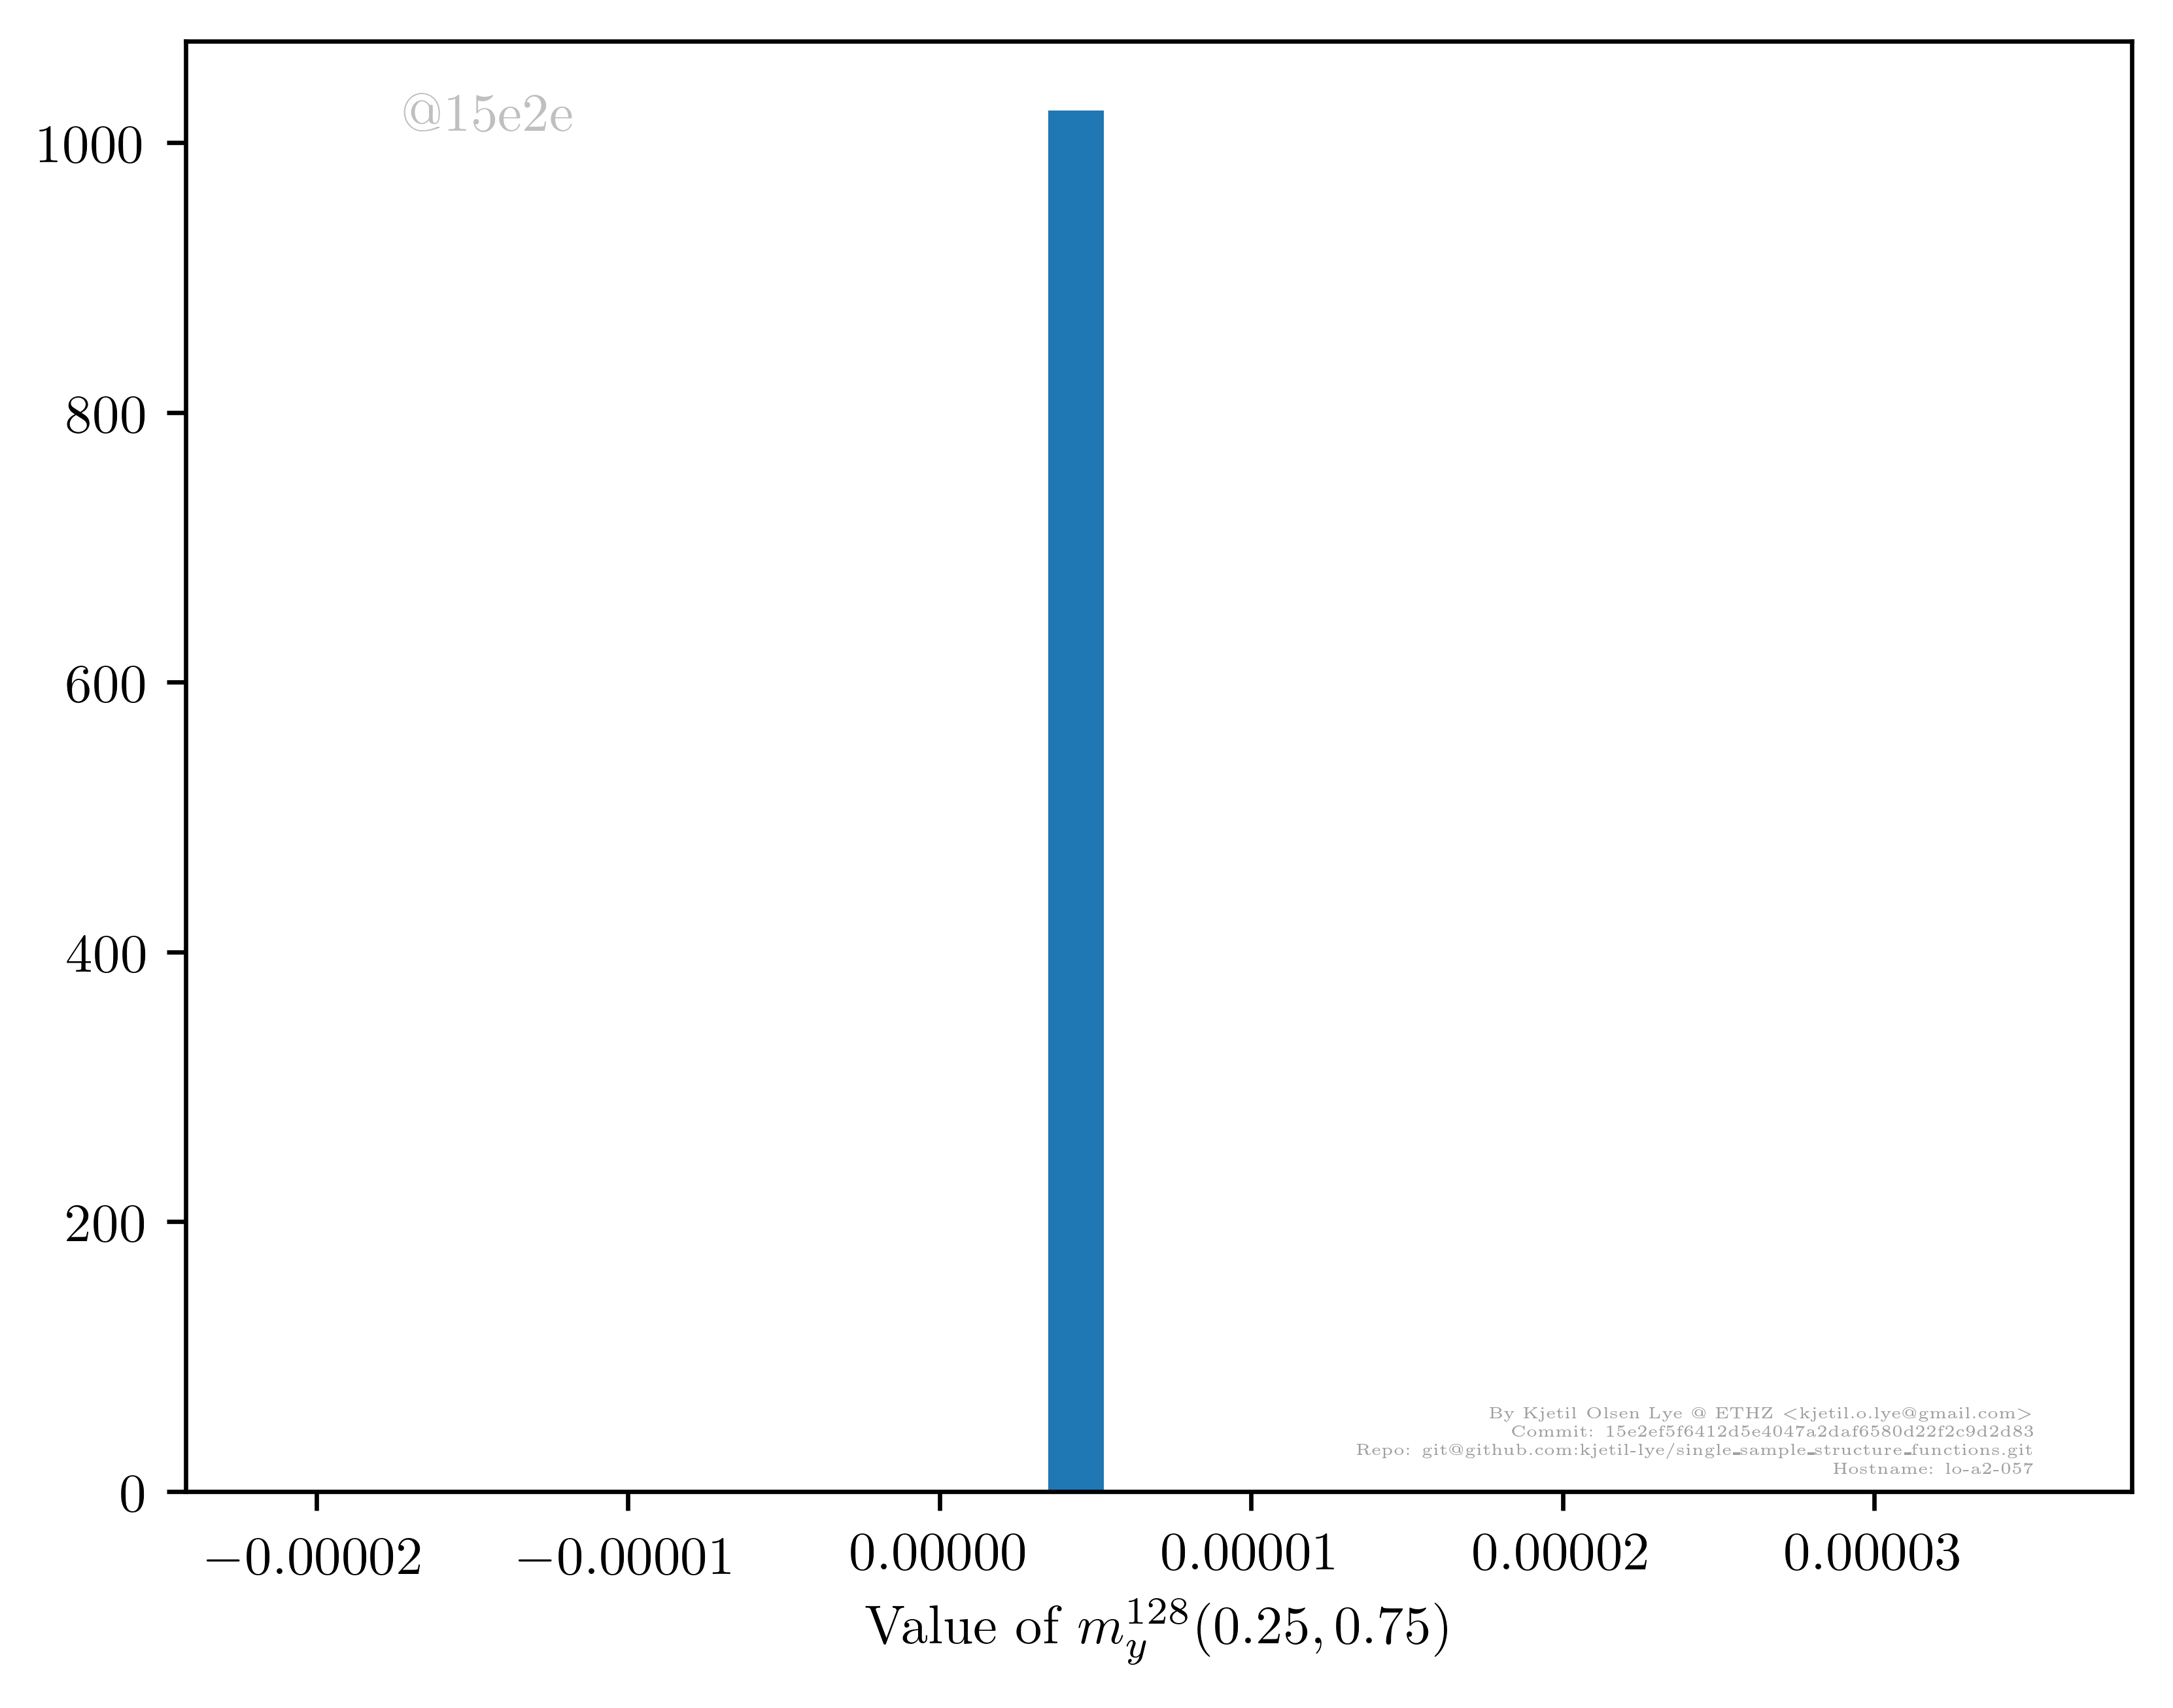 @15e2e
1000
800
600
400
200
0
−0.00002 −0.00001 0.00000 0.00001 0.00002 0.00003
Value of $m_y^{128}(0.25, 0.75)$
By Kjetil Olsen Lye @ ETHZ <kjetil.o.lye@gmail.com>
Commit: 15e2ef5f6412d5e4047a2daf6580d22f2c9d2d83
Repo: git@github.com:kjetil-lye/single_sample_structure_functions.git
Hostname: lo-a2-057